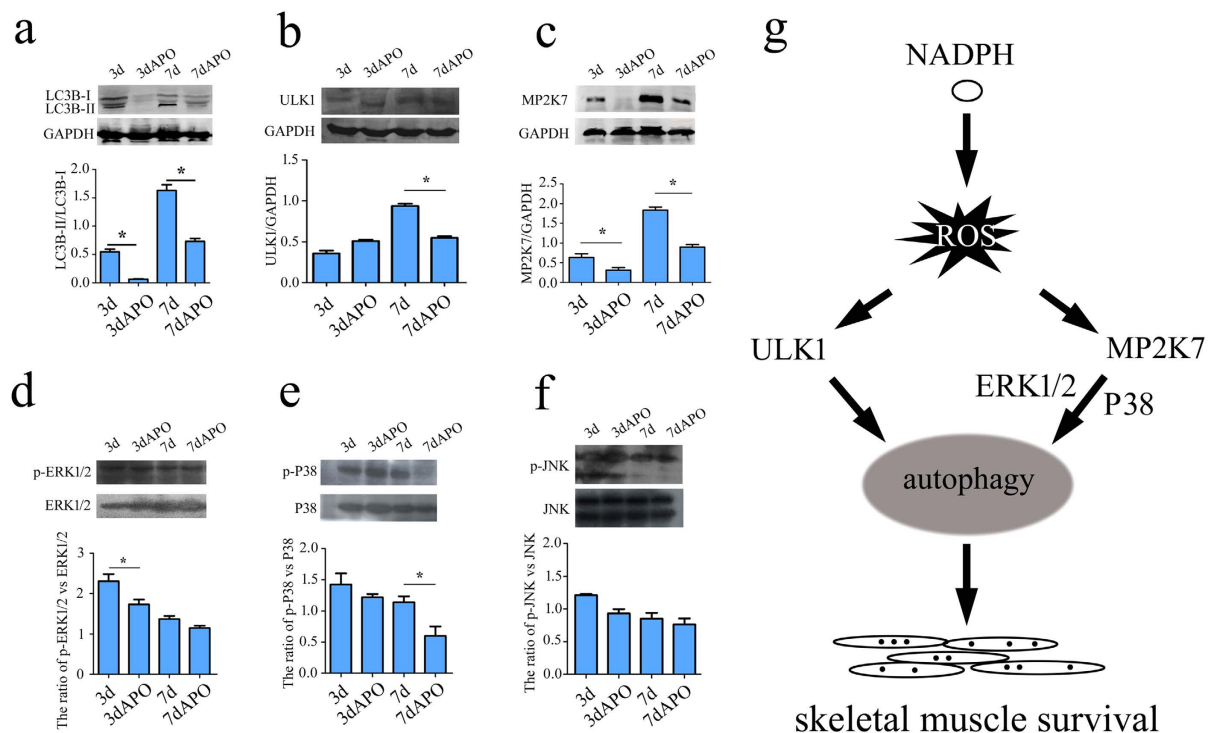 a
3d 3dAPO 7d 7dAPO
LC3B-I
LC3B-II
GAPDH
LC3B-II/LC3B-I
2.0
1.5
1.0
0.5
0.0
*
*
3d 3dAPO 7d 7dAPO
b
3d 3dAPO 7d 7dAPO
ULK1
GAPDH
ULK1/GAPDH
1.5
1.0
0.5
0.0
*
3d 3dAPO 7d 7dAPO
c
3d 3dAPO 7d 7dAPO
MP2K7
GAPDH
MP2K7/GAPDH
2.5
2.0
1.5
1.0
0.5
0.0
*
*
3d 3dAPO 7d 7dAPO
d
3d 3dAPO 7d 7dAPO
p-ERK1/2
ERK1/2
The ratio of p-ERK1/2 vs ERK1/2
3
2
1
0
*
3d 3dAPO 7d 7dAPO
e
3d 3dAPO 7d 7dAPO
p-P38
P38
The ratio of p-P38 vs P38
2.0
1.5
1.0
0.5
0.0
*
3d 3dAPO 7d 7dAPO
f
3d 3dAPO 7d 7dAPO
p-JNK
JNK
The ratio of p-JNK vs JNK
2.0
1.5
1.0
0.5
0.0
3d 3dAPO 7d 7dAPO
g
NADPH
ROS
ULK1
MP2K7
ERK1/2
P38
autophagy
skeletal muscle survival